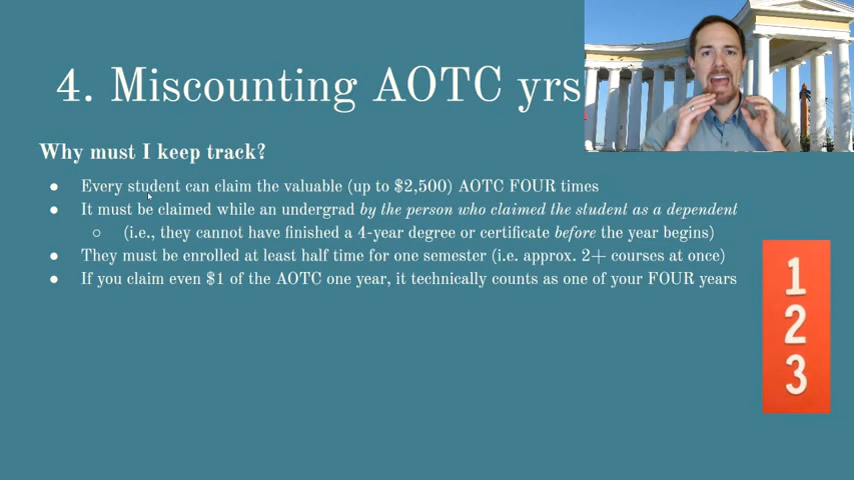 4. Miscounting AOTC yrs
Why must I keep track?
● Every student can claim the valuable (up to $2,500) AOTC FOUR times
● It must be claimed while an undergrad by the person who claimed the student as a dependent
○ (i.e., they cannot have finished a 4-year degree or certificate before the year begins)
● They must be enrolled at least half time for one semester (i.e. approx. 2+ courses at once)
● If you claim even $1 of the AOTC one year, it technically counts as one of your FOUR years
1
2
3